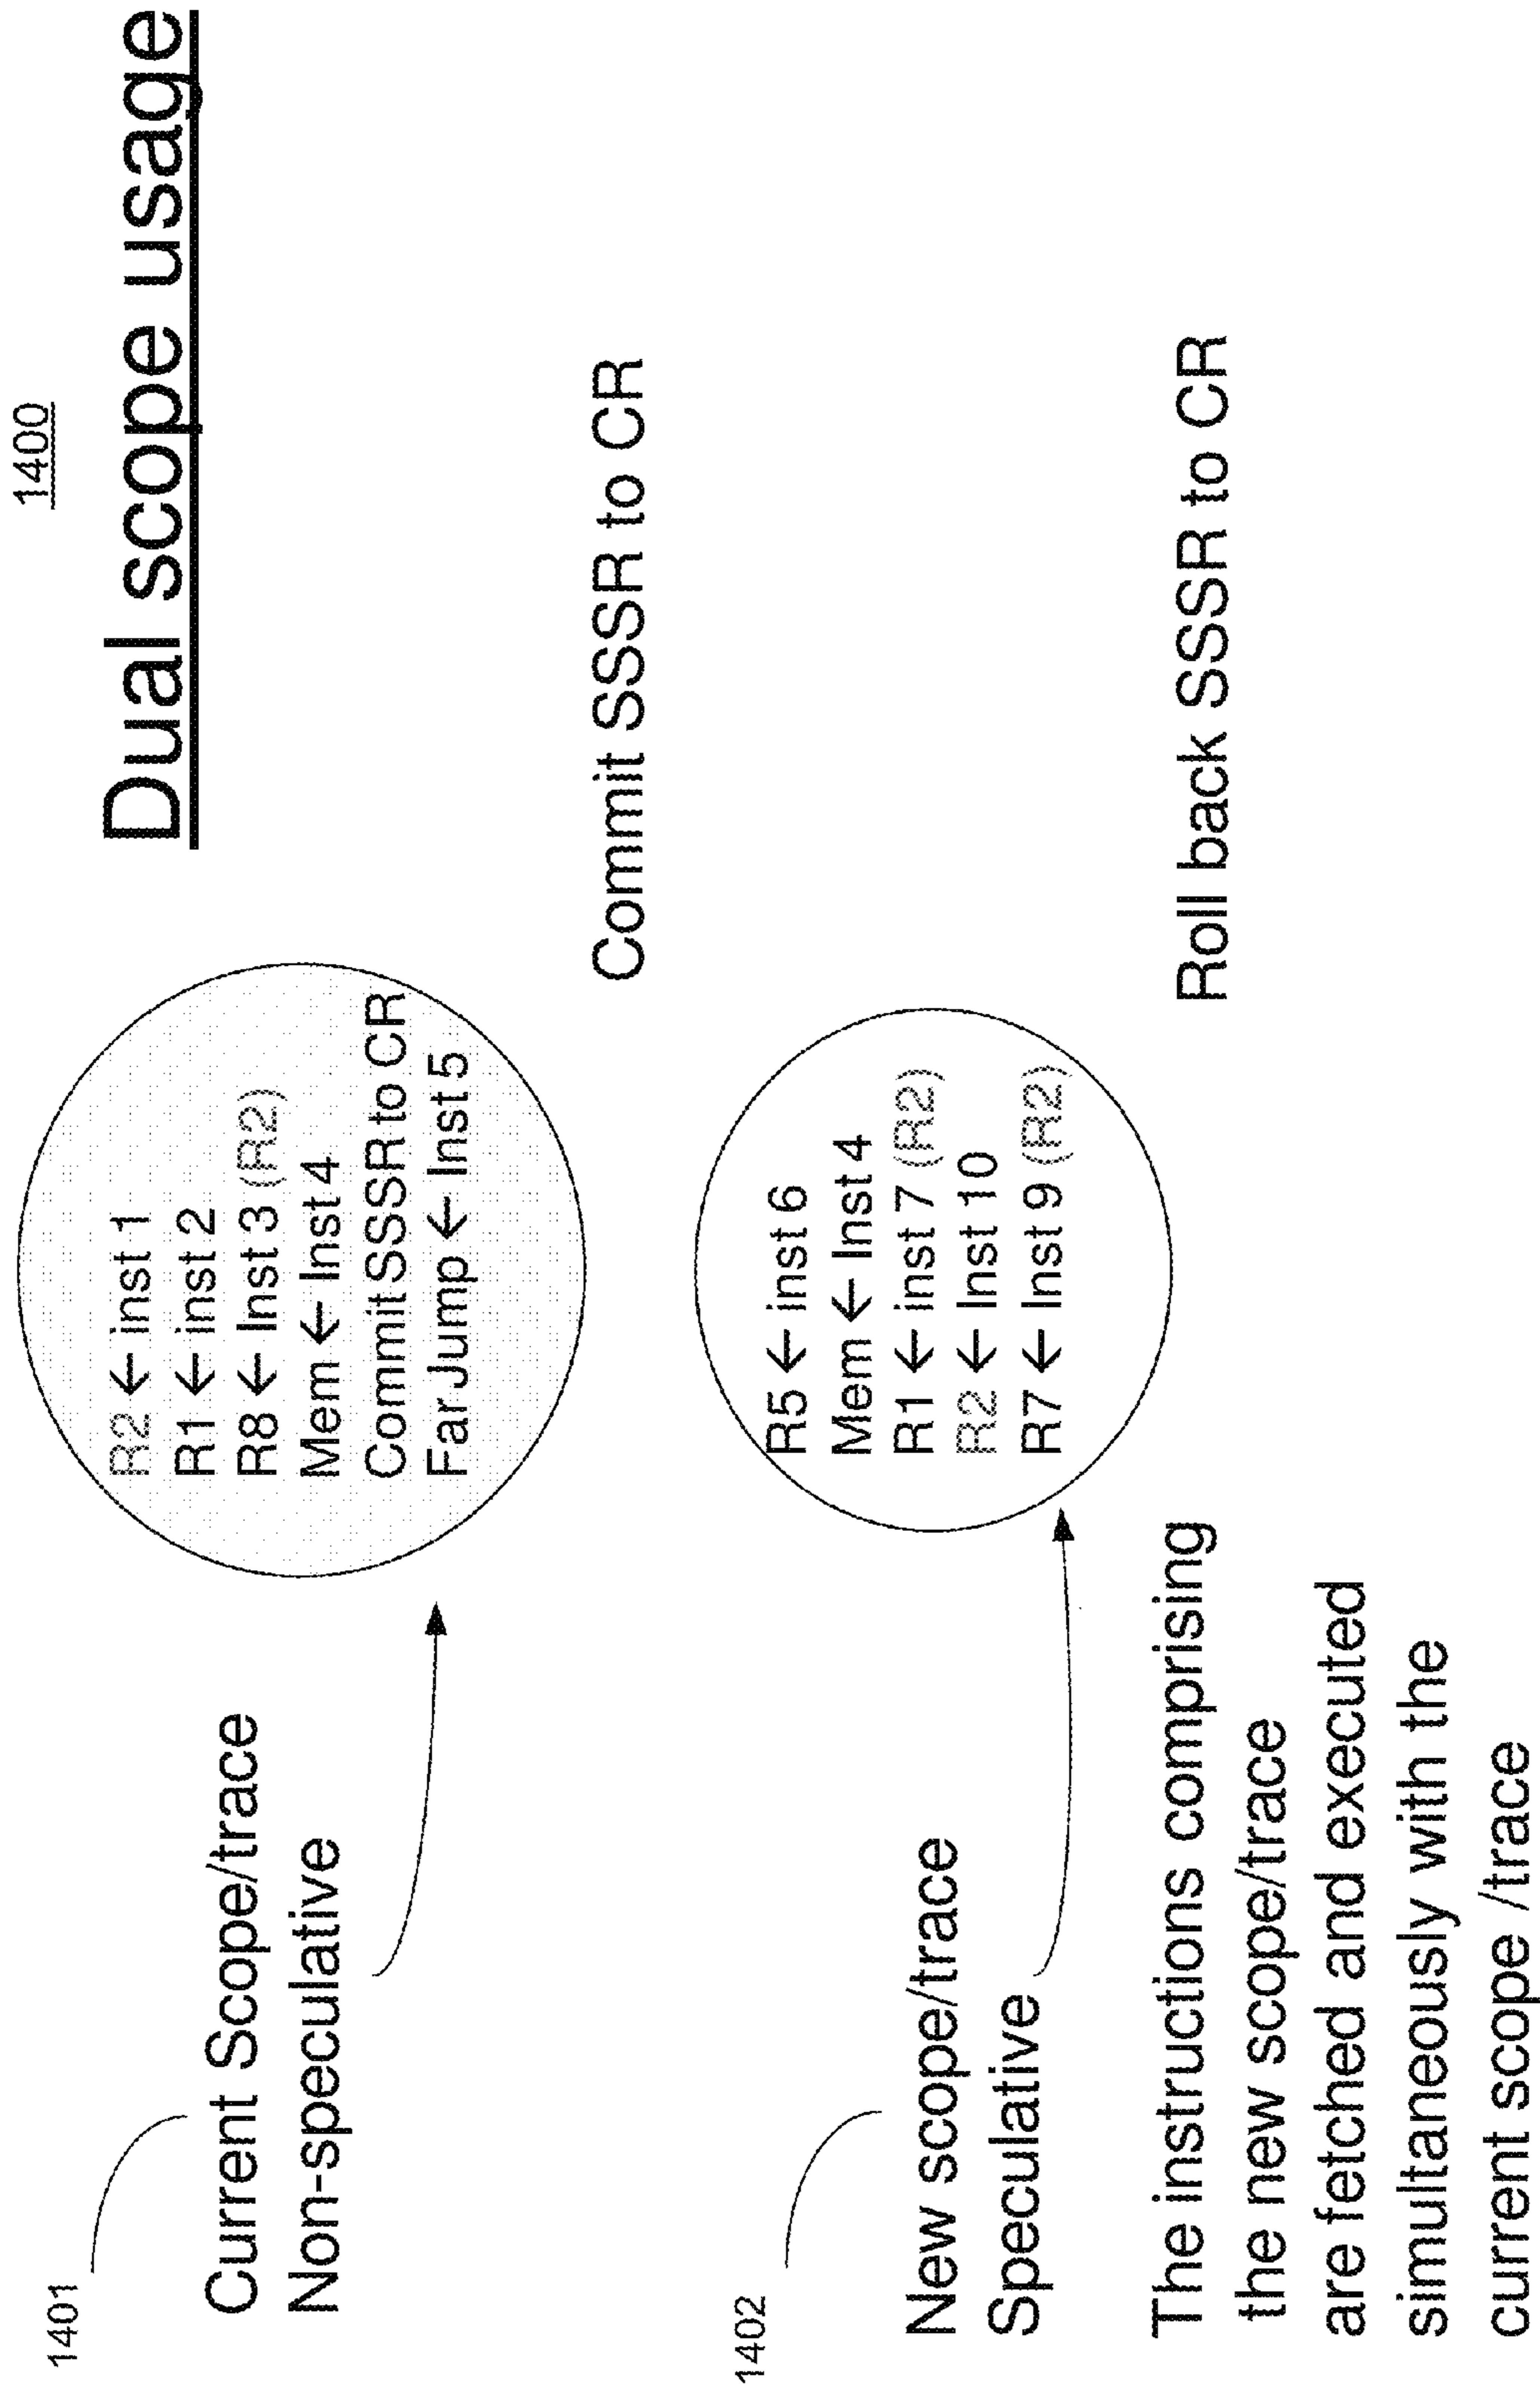 1400
Dual scope usage
1401
Current Scope/trace
Non-speculative
R2 ← inst 1
R1 ← inst 2
R8 ← Inst 3 (R2)
Mem ← Inst 4
Commit SSSR to CR
Far Jump ← Inst 5
Commit SSSR to CR
1402
New scope/trace
Speculative
R5 ← inst 6
Mem ← Inst 4
R1 ← inst 7 (R2)
R2 ← Inst 10
R7 ← Inst 9 (R2)
Roll back SSSR to CR
The instructions comprising
the new scope/trace
are fetched and executed
simultaneously with the
current scope /trace